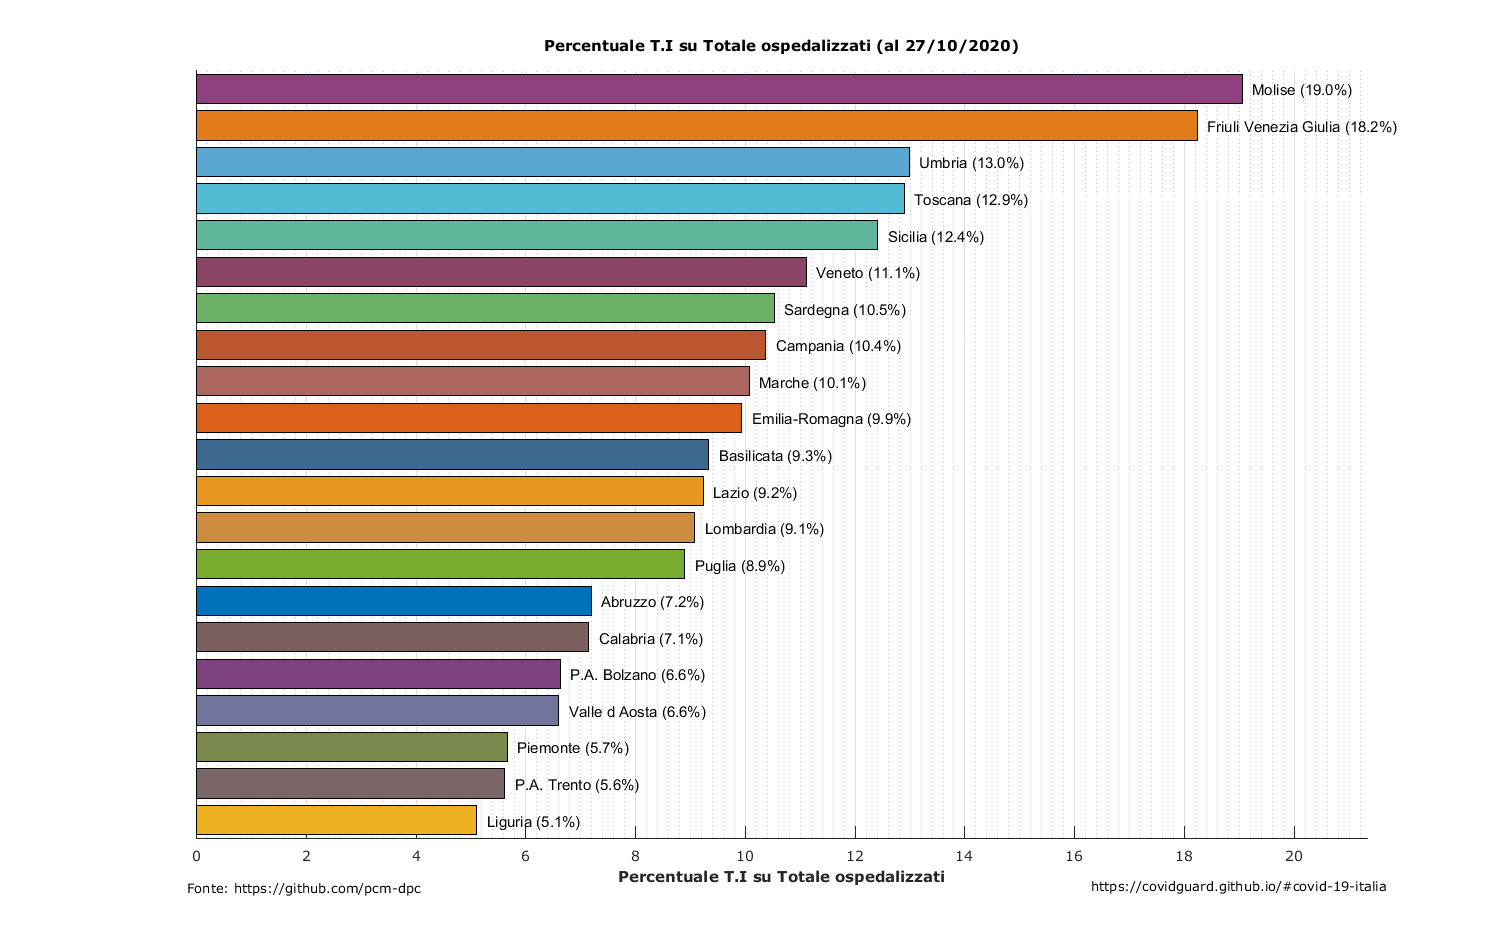 Percentuale T.I su Totale ospedalizzati (al 27/10/2020)
Molise (19.0%)
Friuli Venezia Giulia (18.2%)
Umbria (13.0%)
Toscana (12.9%)
Sicilia (12.4%)
Veneto (11.1%)
Sardegna (10.5%)
Campania (10.4%)
Marche (10.1%)
Emilia-Romagna (9.9%)
Basilicata (9.3%)
Lazio (9.2%)
Lombardia (9.1%)
Puglia (8.9%)
Abruzzo (7.2%)
Calabria (7.1%)
P.A. Bolzano (6.6%)
Valle d Aosta (6.6%)
Piemonte (5.7%)
P.A. Trento (5.6%)
Liguria (5.1%)
0 2 4 6 8 10 12 14 16 18 20
Percentuale T.I su Totale ospedalizzati
Fonte: https://github.com/pcm-dpc
https://covidguard.github.io/#covid-19-italia